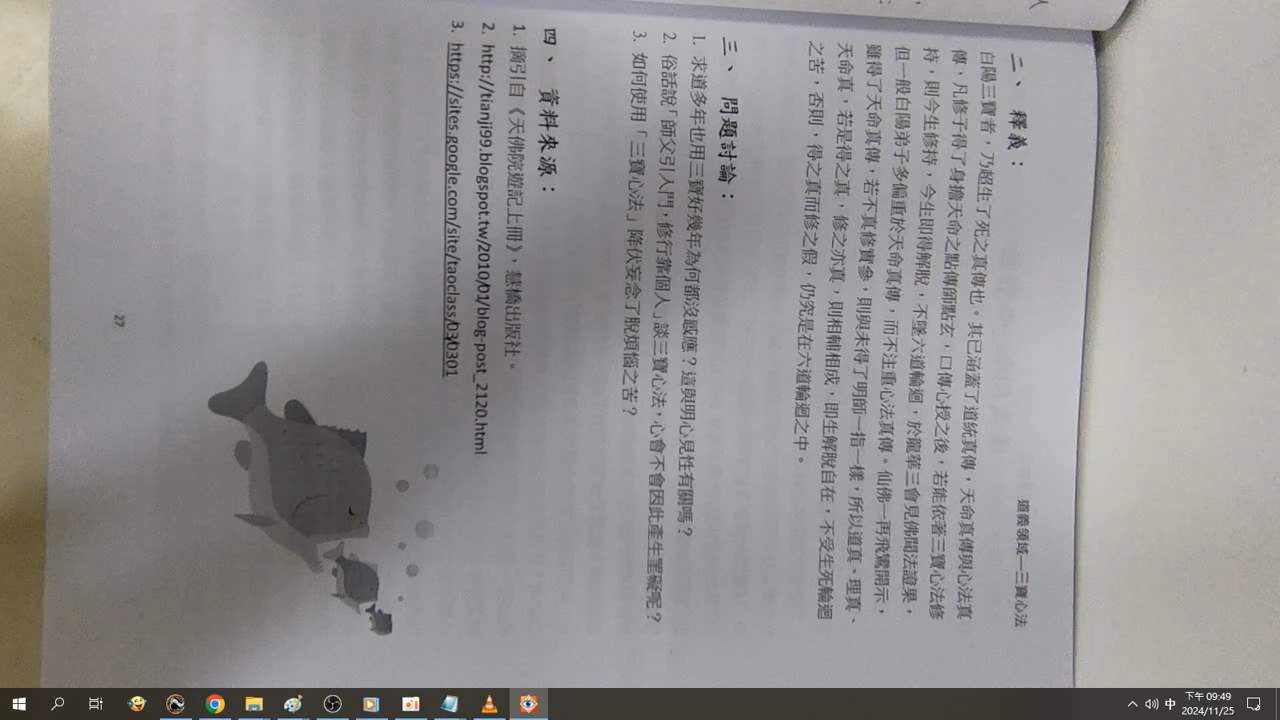 道義領域—三寶心法
二、釋義：
白陽三寶者，乃超生了死之真傳也。其已涵蓋了道統真傳，天命真傳與心法真
傳，凡修子得了身擔天命之點傳師點玄，口傳心授之後，若能依著三寶心法修
持，則今生修持，今生即得解脫，不墜六道輪迴，於龍華三會見佛聞法證果，
但一般白陽弟子多偏重於天命真傳，而不注重心法真傳。仙佛一再飛鸞開示，
雖得了天命真傳，若不真修實參，則與未得了明師一指一樣，所以道真、理真、
天命真，若是得之真，修之亦真，則相輔相成，即生解脫自在，不受生死輪迴
之苦，否則，得之真而修之假，仍究是在六道輪迴之中。
三、問題討論：
1. 求道多年也用三寶好幾年為何都沒感應？這與明心見性有關嗎？
2. 俗話說「師父引入門，修行靠個人」談三寶心法，心會不會因此產生罣礙呢？
3. 如何使用「三寶心法」降伏妄念了脫煩惱之苦？
四、資料來源：
1. 摘引自《天佛院遊記上冊》，慧橋出版社。
2. http://tianji99.blogspot.tw/2010/01/blog-post_2120.html
3. https://sites.google.com/site/taoclass/03/0301
27
中
下午 09:49
2024/11/25